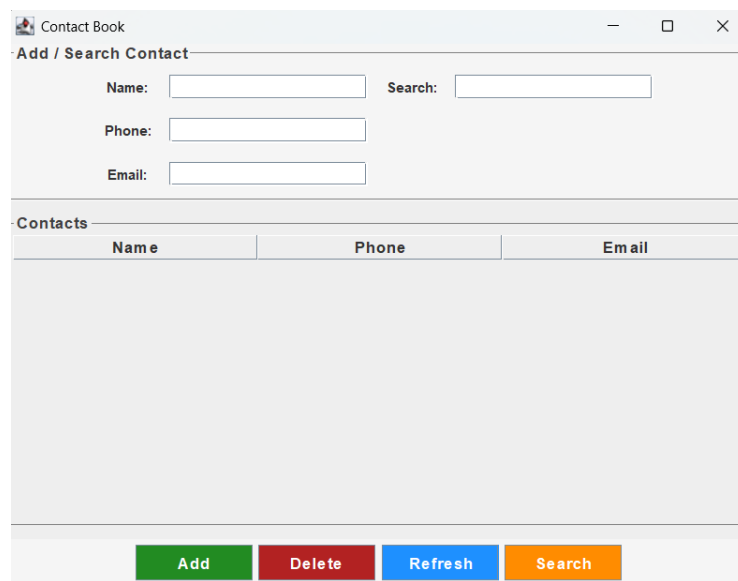 Contact Book
Add / Search Contact
Name: Search:
Phone:
Email:
Contacts
Name Phone Email
Add Delete Refresh Search